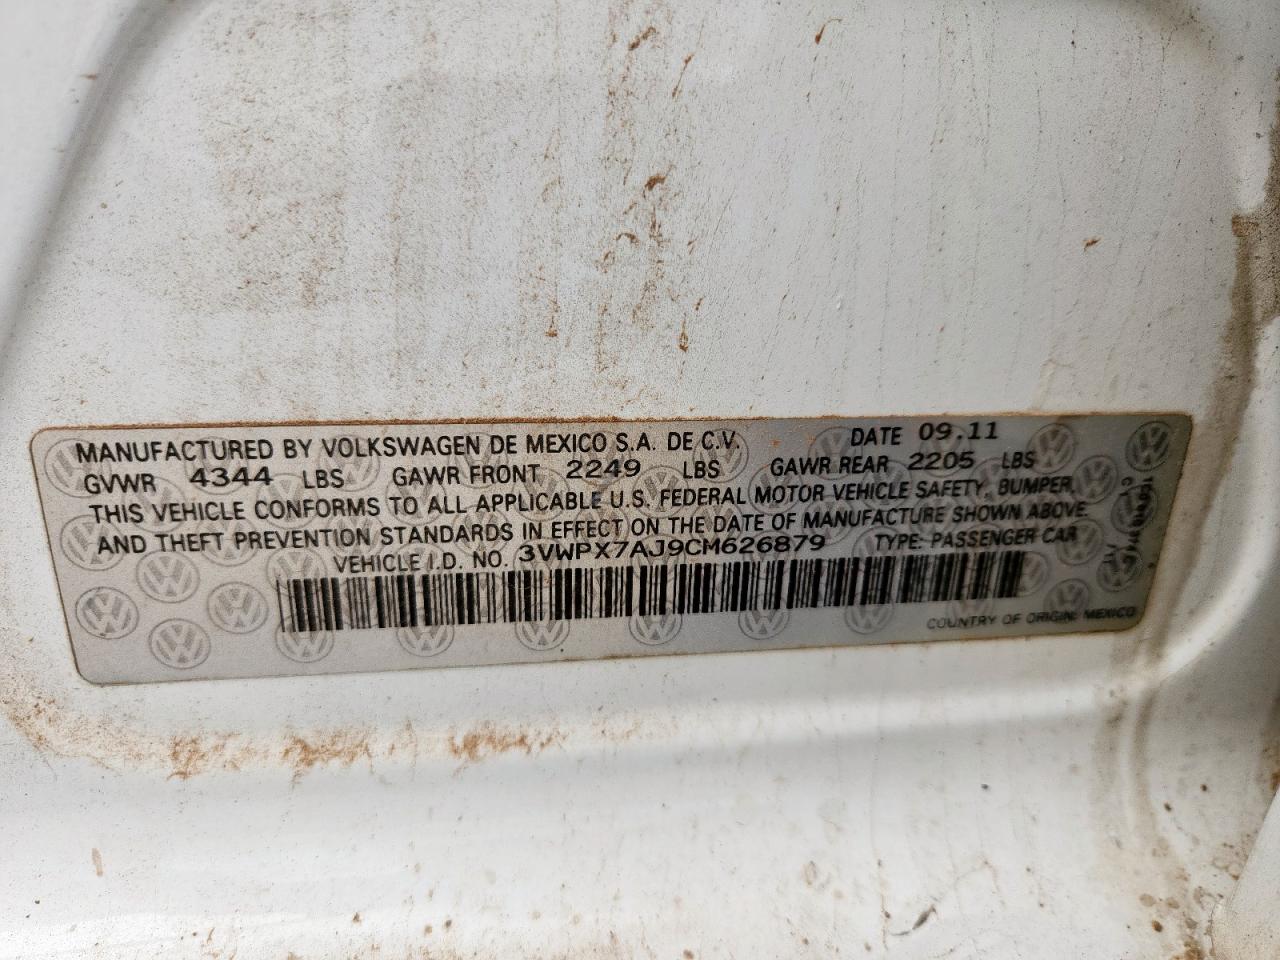 MANUFACTURED BY VOLKSWAGEN DE MEXICO S.A. DE C.V. DATE 09.11
GVWR 4344 LBS GAWR FRONT 2249 LBS GAWR REAR 2205 LBS
THIS VEHICLE CONFORMS TO ALL APPLICABLE U.S. FEDERAL MOTOR VEHICLE SAFETY, BUMPER,
AND THEFT PREVENTION STANDARDS IN EFFECT ON THE DATE OF MANUFACTURE SHOWN ABOVE.
VEHICLE I.D. NO. 3VWPX7AJ9CM626879 TYPE: PASSENGER CAR
COUNTRY OF ORIGIN: MEXICO